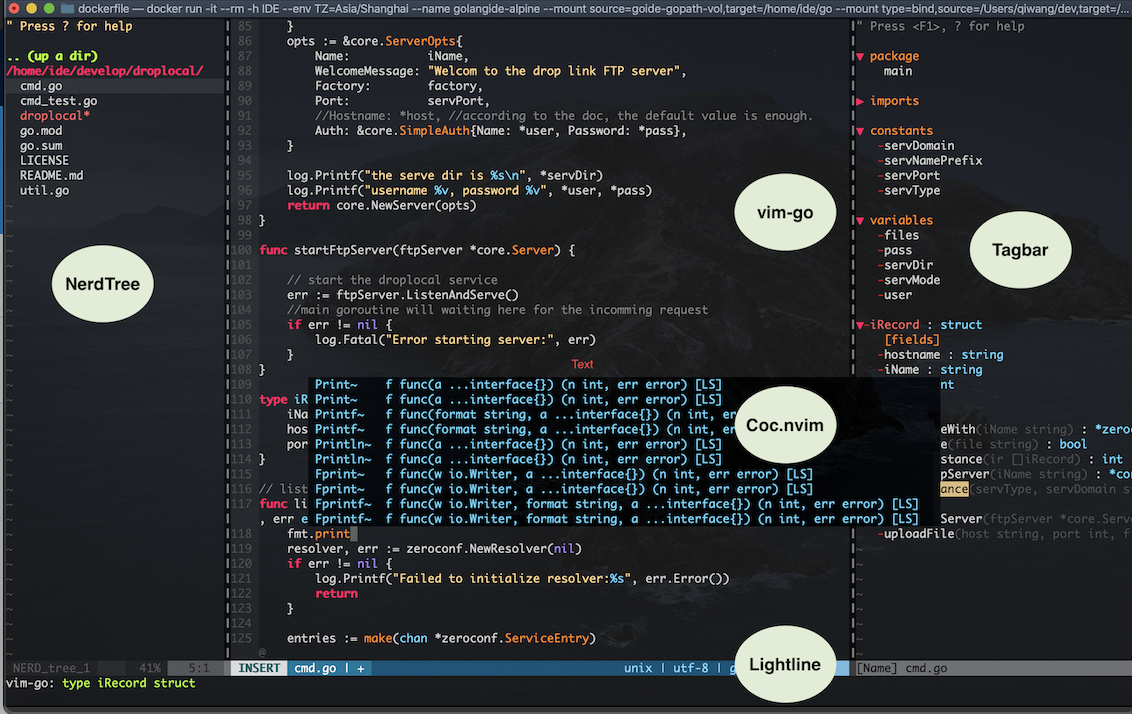 dockerfile — docker run -it --rm -h IDE --env TZ=Asia/Shanghai --name golangide-alpine --mount source=goide-gopath-vol,target=/home/ide/go --mount type=bind,source=/Users/qiwang/dev,target=/...
" Press ? for help
.. (up a dir)
/home/ide/develop/droplocal/
cmd.go
cmd_test.go
droplocal*
go.mod
go.sum
LICENSE
README.md
util.go
NerdTree
NERD_tree_1 41% 5:1
85 }
86 opts := &core.ServerOpts{
87 Name: iName,
88 WelcomeMessage: "Welcom to the drop link FTP server",
89 Factory: factory,
90 Port: servPort,
91 //Hostname: *host, //according to the doc, the default value is enough.
92 Auth: &core.SimpleAuth{Name: *user, Password: *pass},
93 }
94
95 log.Printf("the serve dir is %s\n", *servDir)
96 log.Printf("username %v, password %v", *user, *pass)
97 return core.NewServer(opts)
98 }
99
100 func startFtpServer(ftpServer *core.Server) {
101
102 // start the droplocal service
103 err := ftpServer.ListenAndServe()
104 //main goroutine will waiting here for the incomming request
105 if err != nil {
106 log.Fatal("Error starting server:", err)
107 }
Text
108 }
109 Print~ f func(a ...interface{}) (n int, err error) [LS]
110 type iR Print~ f func(a ...interface{}) (n int, err error) [LS]
111 iNa Printf~ f func(format string, a ...interface{}) (n int, er
112 hos Printf~ f func(format string, a ...interface{}) (n int, er
113 por Println~ f func(a ...interface{}) (n int, err error) [LS]
114 } Println~ f func(a ...interface{}) (n int, err error) [LS]
115 Fprint~ f func(w io.Writer, a ...interface{}) (n int, err error) [LS]
116 // list Fprint~ f func(w io.Writer, a ...interface{}) (n int, err error) [LS]
117 func li Fprintf~ f func(w io.Writer, format string, a ...interface{}) (n int, err error) [LS]
, err e Fprintf~ f func(w io.Writer, format string, a ...interface{}) (n int, err error) [LS]
118 fmt.print
119 resolver, err := zeroconf.NewResolver(nil)
120 if err != nil {
121 log.Printf("Failed to initialize resolver:%s", err.Error())
122 return
123 }
124
125 entries := make(chan *zeroconf.ServiceEntry)
@
vim-go
Coc.nvim
Lightline
INSERT cmd.go | + unix | utf-8 | g
" Press <F1>, ? for help
▼ package
main
▶ imports
▼ constants
-servDomain
-servNamePrefix
-servPort
-servType
▼ variables
-files
-pass
-servDir
-servMode
-user
Tagbar
▼-iRecord : struct
[fields]
-hostname : string
-iName : string
nt
eWith(iName string) : *zero
e(file string) : bool
stance(ir []iRecord) : int
pServer(iName string) : *co
ance(servType, servDomain s
Server(ftpServer *core.Serv
-uploadFile(host string, port int, f
[Name] cmd.go
vim-go: type iRecord struct